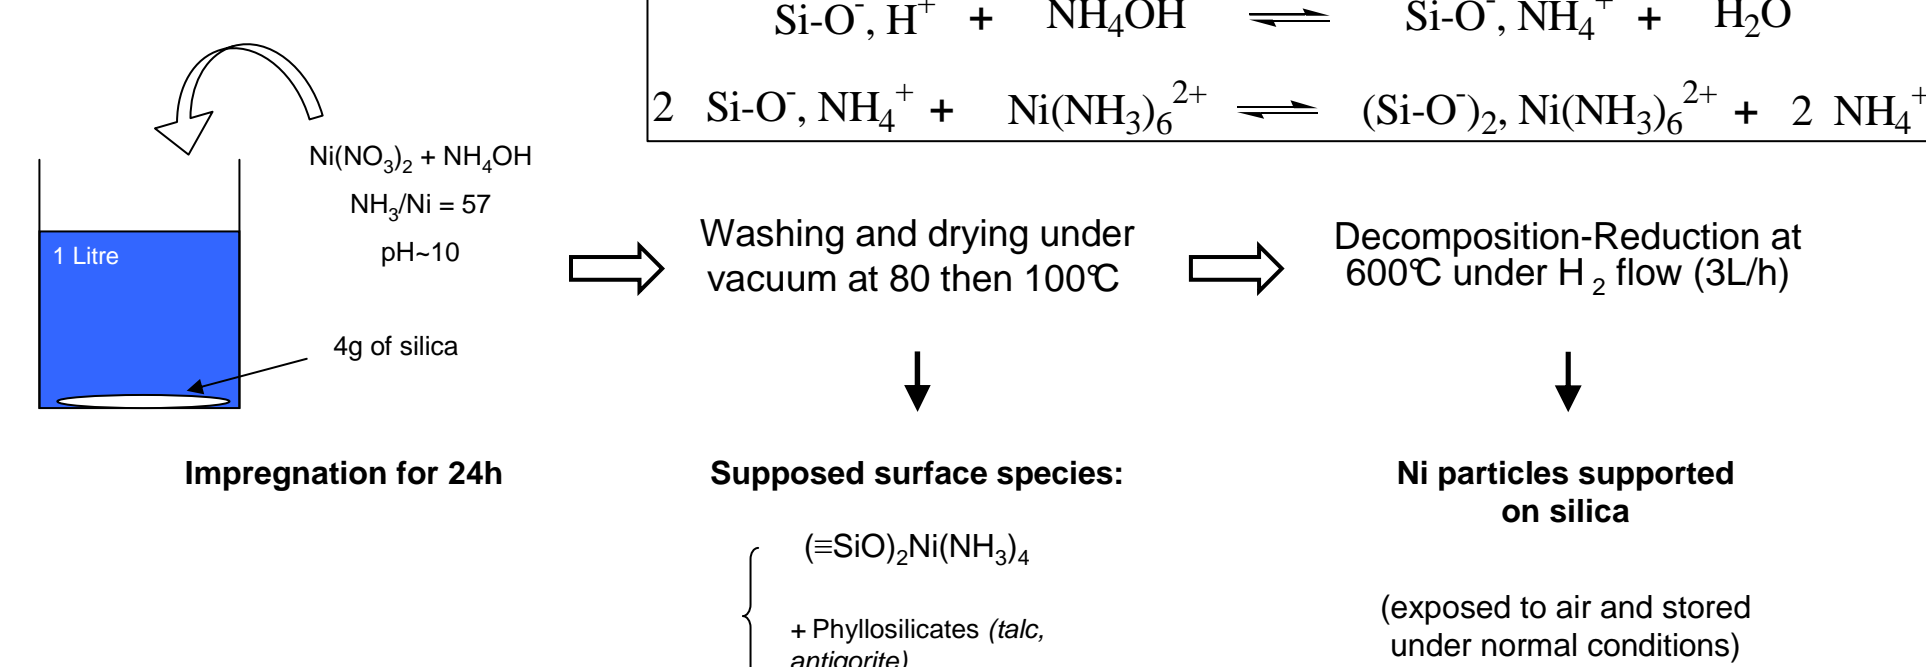 Si-O⁻, H⁺ + NH₄OH ⇌ Si-O⁻, NH₄⁺ + H₂O
2 Si-O⁻, NH₄⁺ + Ni(NH₃)₆²⁺ ⇌ (Si-O⁻)₂, Ni(NH₃)₆²⁺ + 2 NH₄⁺
Ni(NO₃)₂ + NH₄OH
NH₃/Ni = 57
pH~10
1 Litre
4g of silica
Impregnation for 24h
Washing and drying under
vacuum at 80 then 100°C
Supposed surface species:
(≡SiO)₂Ni(NH₃)₄
+ Phyllosilicates (talc,
antigorite)
Decomposition-Reduction at
600°C under H₂ flow (3L/h)
Ni particles supported
on silica
(exposed to air and stored
under normal conditions)